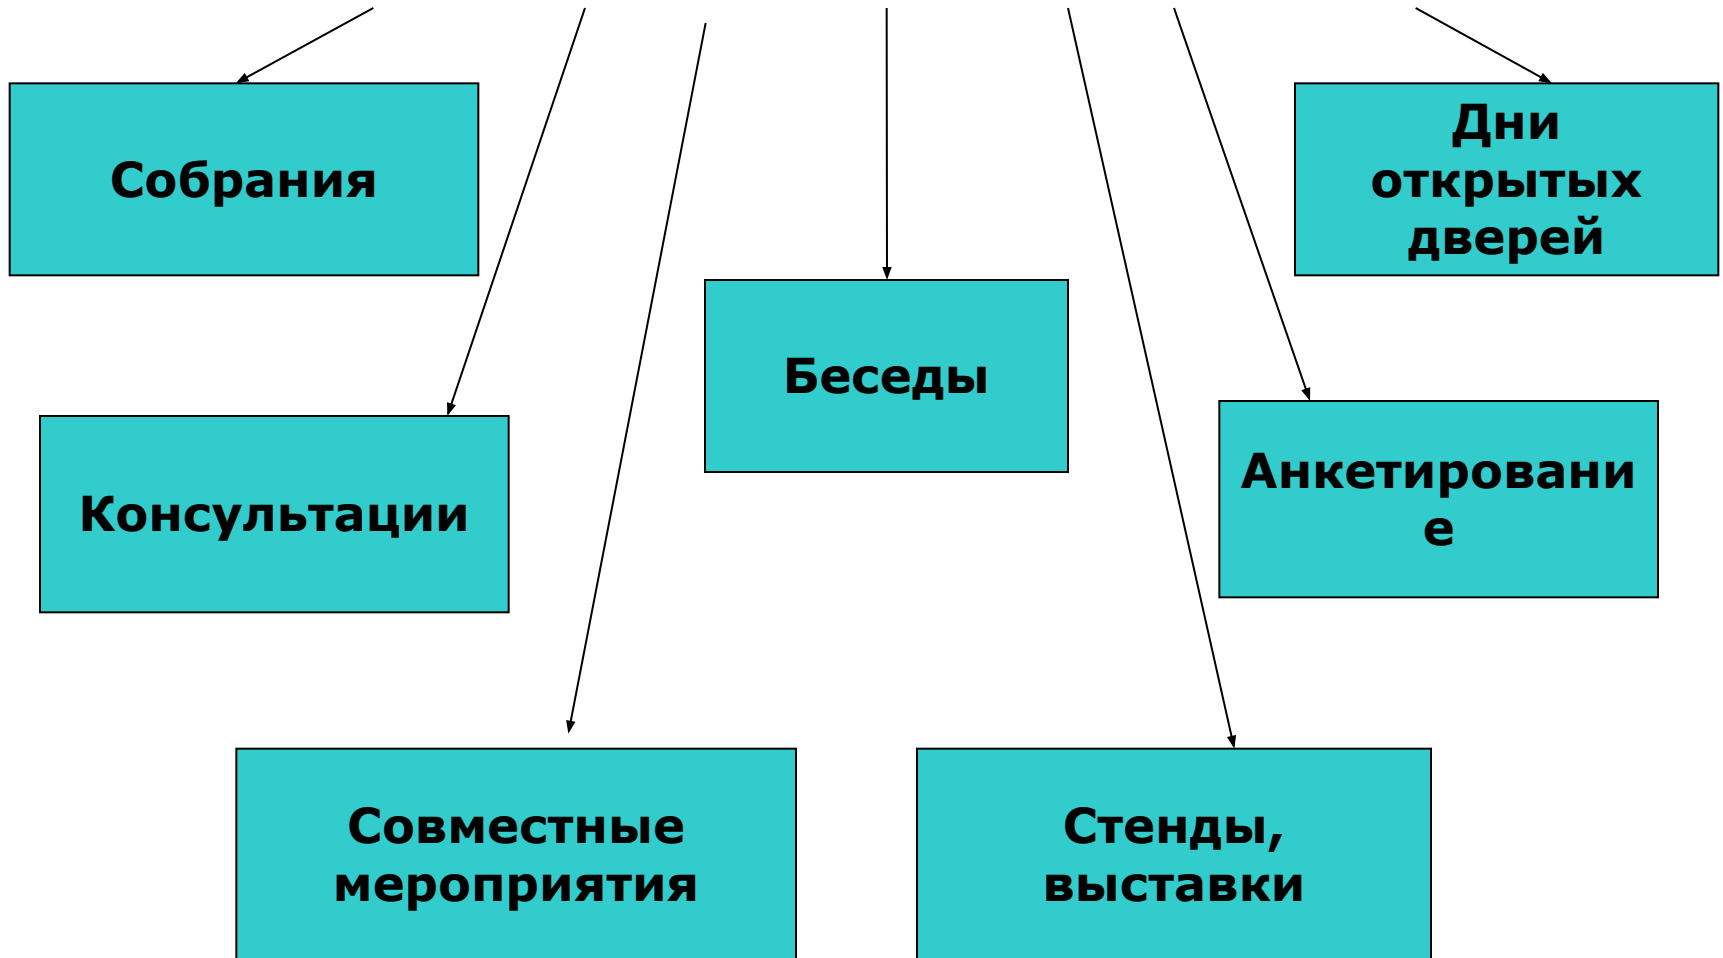 Собрания
Дни
открытых
дверей
Беседы
Консультации
Анкетировани
е
Совместные
мероприятия
Стенды,
выставки